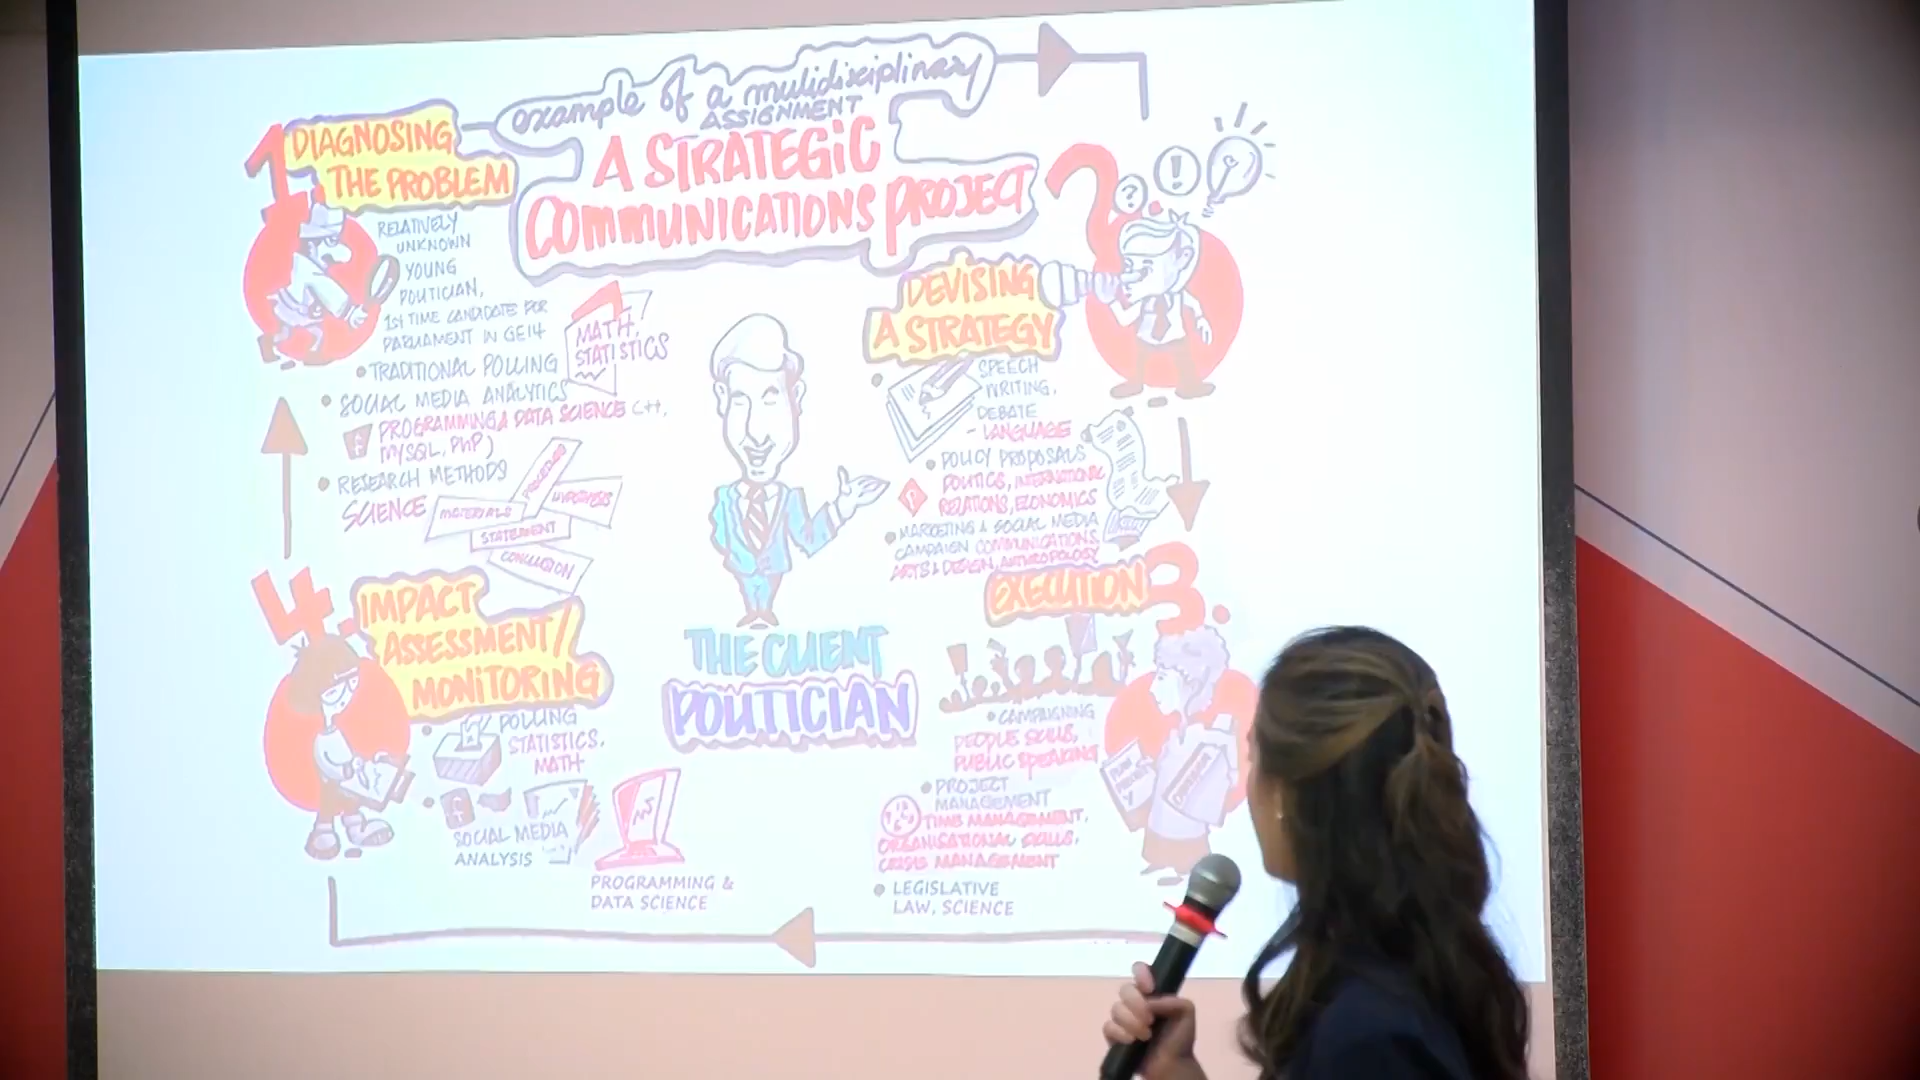 example of a mulidisciplinary
ASSIGNMENT
A STRATEGIC
COMMUNICATIONS PROJECT
1.
DIAGNOSING
THE PROBLEM
RELATIVELY
UNKNOWN
YOUNG
POLITICIAN,
1st TIME CANDIDATE FOR
PARLIAMENT IN GE14
• TRADITIONAL POLLING
MATH,
STATISTICS
• SOCIAL MEDIA ANALYTICS
PROGRAMMING & DATA SCIENCE C++,
MYSQL, PHP)
• RESEARCH METHODS
SCIENCE
MATERIALS
HYPOTHESIS
STATEMENT
CONCLUSION
2.
? !
DEVISING
A STRATEGY
• SPEECH
WRITING,
DEBATE
- LANGUAGE
• POLICY PROPOSALS
POLITICS, INTERNATIONAL
RELATIONS, ECONOMICS
• MARKETING & SOCIAL MEDIA
CAMPAIGN COMMUNICATIONS,
ARTS & DESIGN, ANTHROPOLOGY
EXECUTION 3.
• CAMPAIGNING
PEOPLE SKILLS,
PUBLIC SPEAKING
• PROJECT
MANAGEMENT
TIME MANAGEMENT,
ORGANISATIONAL SKILLS,
CRISIS MANAGEMENT
• LEGISLATIVE
LAW, SCIENCE
4.
IMPACT
ASSESSMENT/
MONITORING
• POLLING
STATISTICS,
MATH
• SOCIAL MEDIA
ANALYSIS
PROGRAMMING &
DATA SCIENCE
THE CLIENT
POLITICIAN